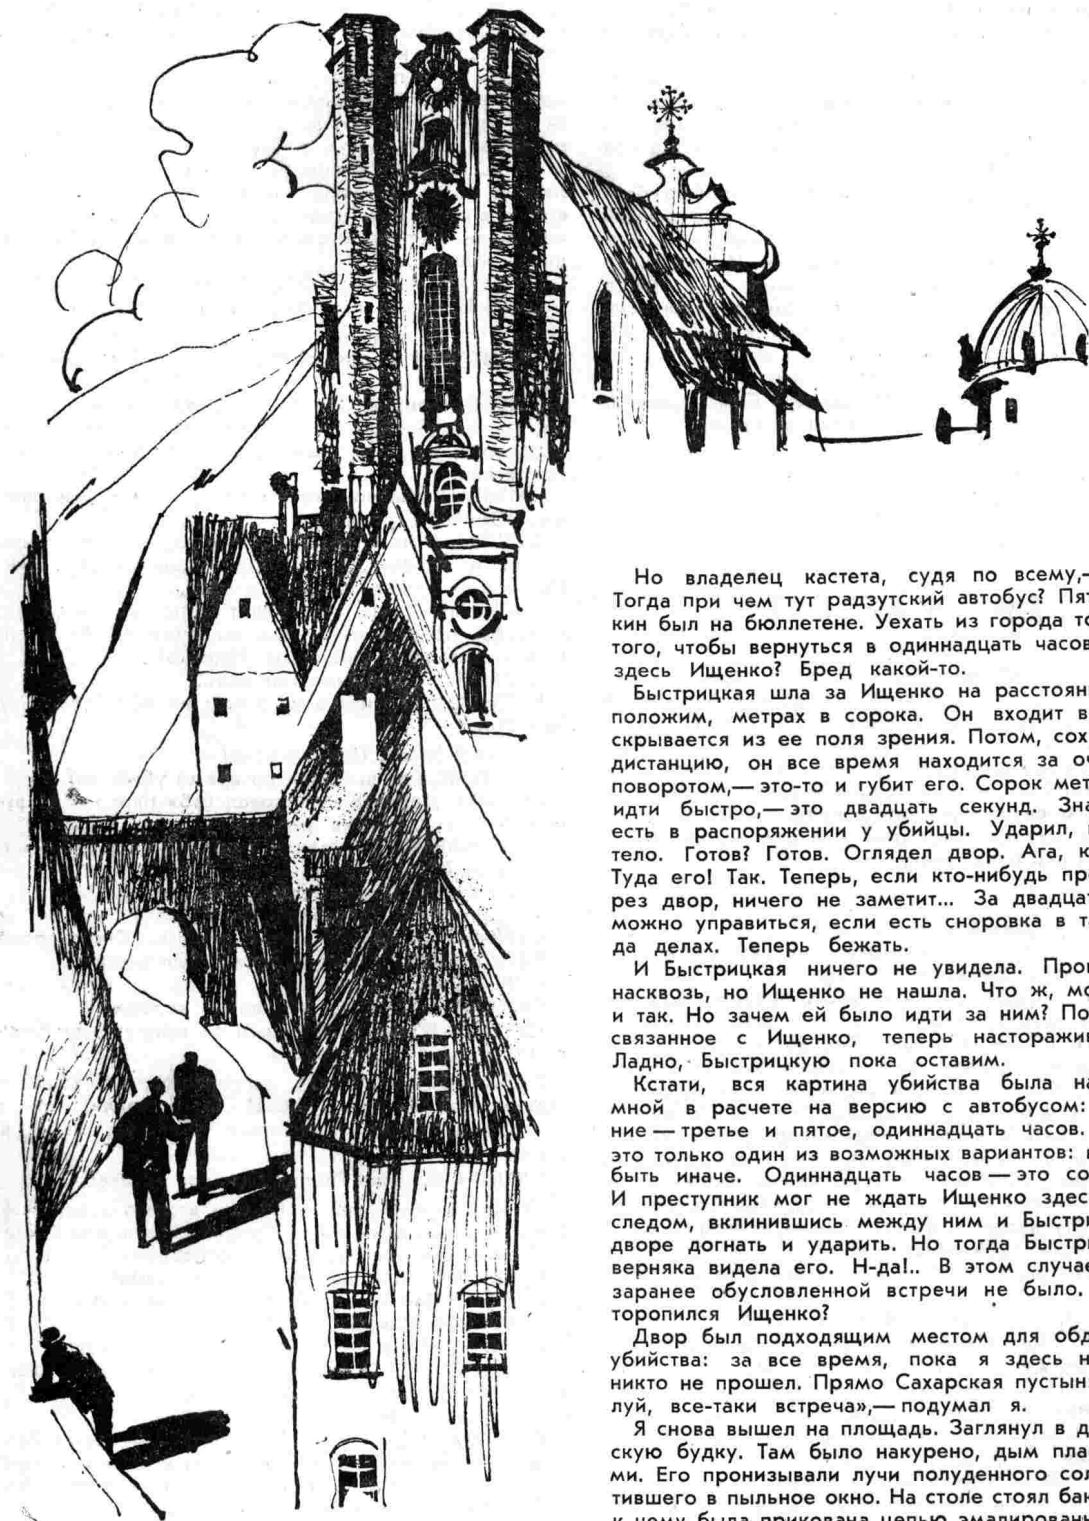 Но владелец кастета, судя по всему,—
Тогда при чем тут радзутский автобус? Пят
кин был на бюллетене. Уехать из города то
того, чтобы вернуться в одиннадцать часов
здесь Ищенко? Бред какой-то.
Быстрицкая шла за Ищенко на расстоян
положим, метрах в сорока. Он входит в
скрывается из ее поля зрения. Потом, сох
дистанцию, он все время находится за оч
поворотом,— это-то и губит его. Сорок мет
идти быстро,— это двадцать секунд. Зна
есть в распоряжении у убийцы. Ударил,
тело. Готов? Готов. Оглядел двор. Ага, к
Туда его! Так. Теперь, если кто-нибудь пр
рез двор, ничего не заметит... За двадцат
можно управиться, если есть сноровка в т
да делах. Теперь бежать.
И Быстрицкая ничего не увидела. Про
насквозь, но Ищенко не нашла. Что ж, мо
и так. Но зачем ей было идти за ним? По
связанное с Ищенко, теперь насторажи
Ладно, Быстрицкую пока оставим.
Кстати, вся картина убийства была на
мной в расчете на версию с автобусом:
ние — третье и пятое, одиннадцать часов.
это только один из возможных вариантов:
быть иначе. Одиннадцать часов — это со
И преступник мог не ждать Ищенко здес
следом, вклинившись между ним и Быстри
дворе догнать и ударить. Но тогда Быстри
верняка видела его. Н-да!.. В этом случае
заранее обусловленной встречи не было.
торопился Ищенко?
Двор был подходящим местом для обд
убийства: за все время, пока я здесь н
никто не прошел. Прямо Сахарская пустын
луй, все-таки встреча»,— подумал я.
Я снова вышел на площадь. Заглянул в д
скую будку. Там было накурено, дым пла
ми. Его пронизывали лучи полуденного сол
тившего в пыльное окно. На столе стоял бак
к нему была прикована цепью эмалированн